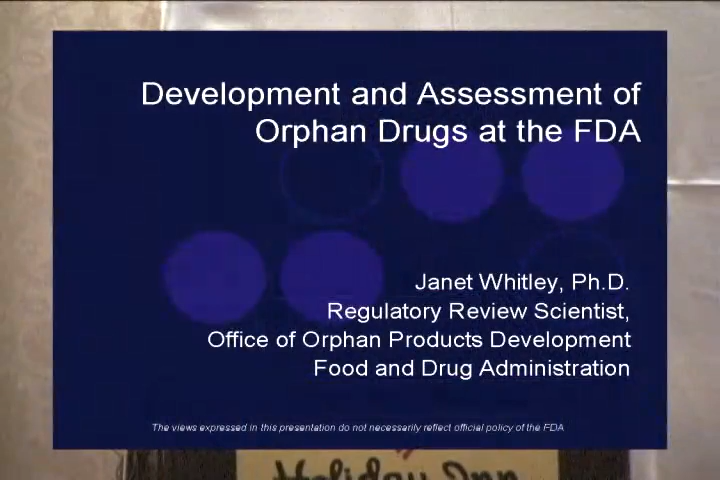 Development and Assessment of
Orphan Drugs at the FDA
Janet Whitley, Ph.D.
Regulatory Review Scientist,
Office of Orphan Products Development
Food and Drug Administration
The views expressed in this presentation do not necessarily reflect official policy of the FDA
Holiday Inn